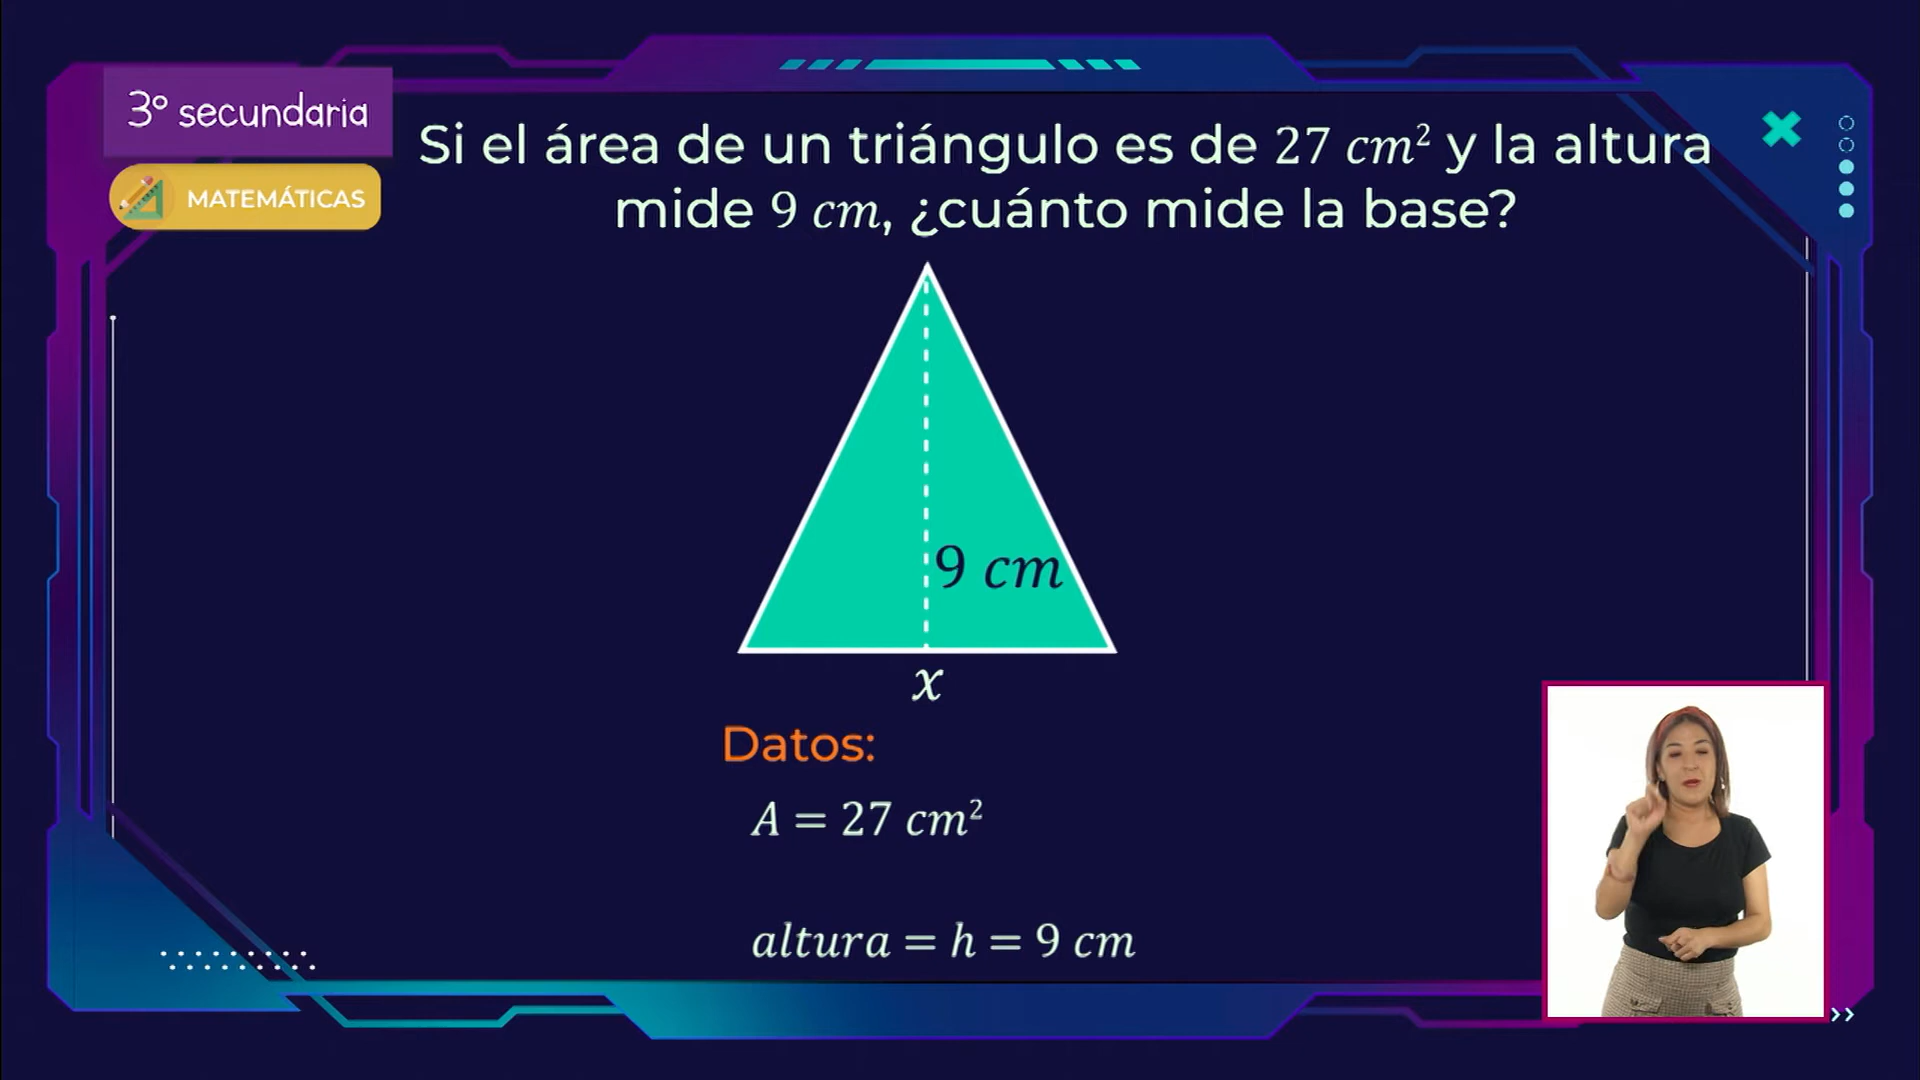 3º secundaria
MATEMÁTICAS
Si el área de un triángulo es de 27 cm² y la altura
mide 9 cm, ¿cuánto mide la base?
9 cm
x
Datos:
A = 27 cm²
altura = h = 9 cm